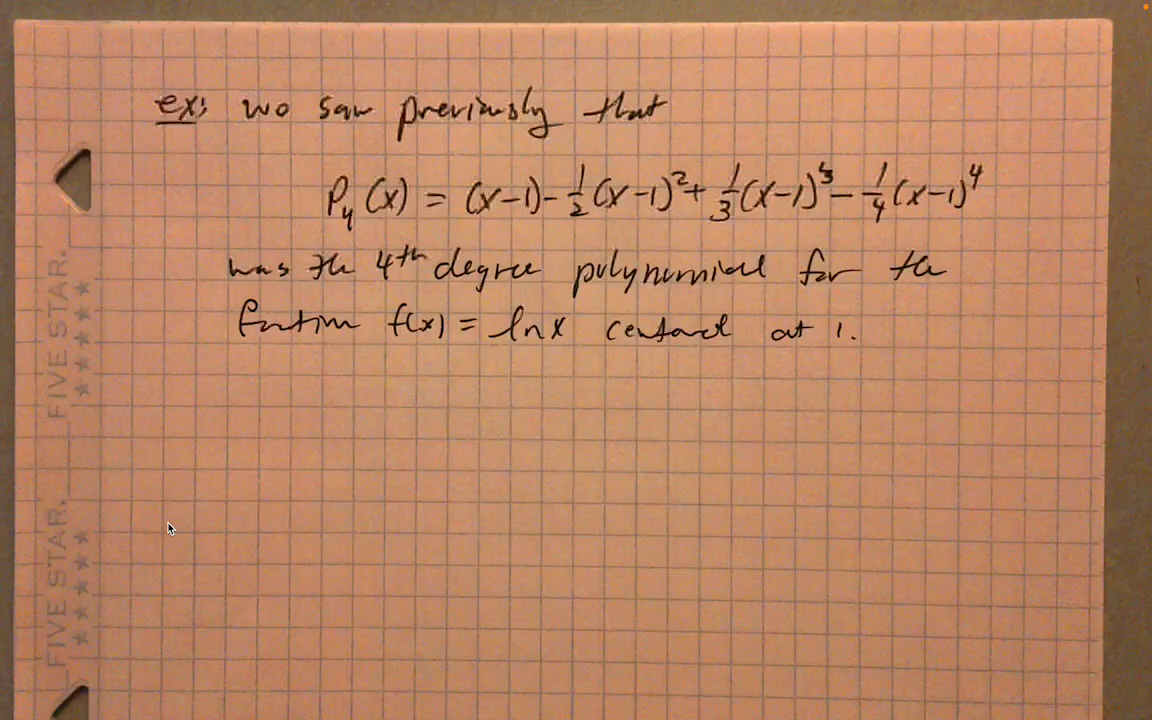 ex: we saw previously that
P₄(x) = (x-1) - 1/2(x-1)² + 1/3(x-1)³ - 1/4(x-1)⁴
was the 4th degree polynomial for the
function f(x) = ln x centered at 1.
FIVE STAR.
FIVE STAR.